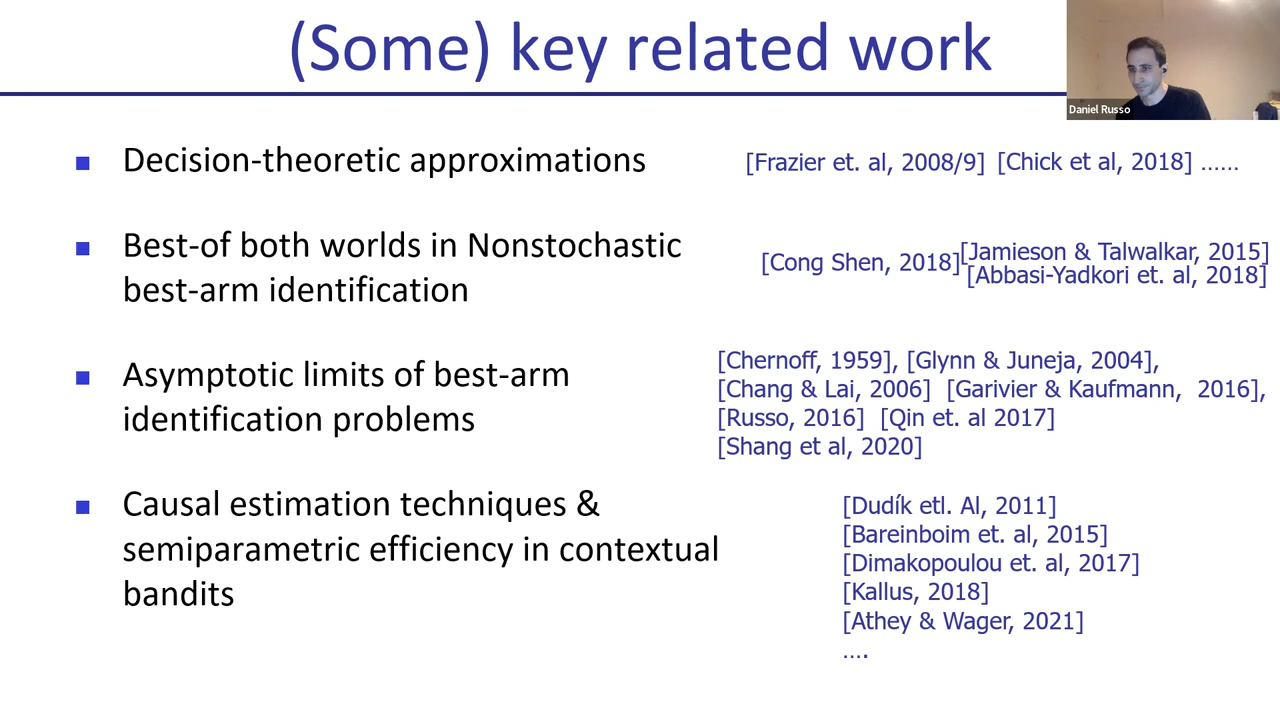 (Some) key related work
Daniel Russo
Decision-theoretic approximations
[Frazier et. al, 2008/9] [Chick et al, 2018] ……
Best-of both worlds in Nonstochastic
best-arm identification
[Cong Shen, 2018]
[Jamieson & Talwalkar, 2015]
[Abbasi-Yadkori et. al, 2018]
Asymptotic limits of best-arm
identification problems
[Chernoff, 1959], [Glynn & Juneja, 2004],
[Chang & Lai, 2006] [Garivier & Kaufmann, 2016],
[Russo, 2016] [Qin et. al 2017]
[Shang et al, 2020]
Causal estimation techniques &
semiparametric efficiency in contextual
bandits
[Dudík etl. Al, 2011]
[Bareinboim et. al, 2015]
[Dimakopoulou et. al, 2017]
[Kallus, 2018]
[Athey & Wager, 2021]
….